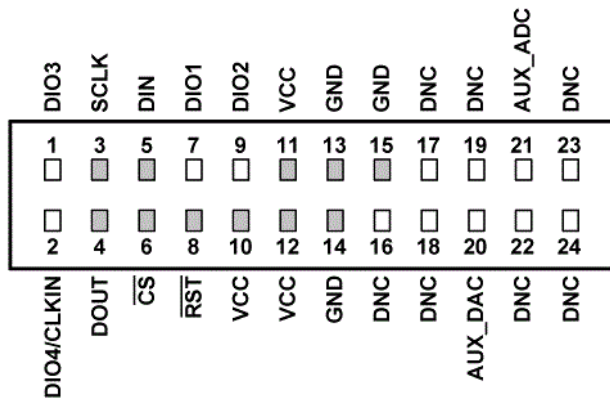 DIO3 SCLK DIN DIO1 DIO2 VCC GND GND DNC DNC AUX_ADC DNC
1 3 5 7 9 11 13 15 17 19 21 23
2 4 6 8 10 12 14 16 18 20 22 24
DIO4/CLKIN DOUT C̅S̅ R̅S̅T̅ VCC VCC GND DNC DNC AUX_DAC DNC DNC